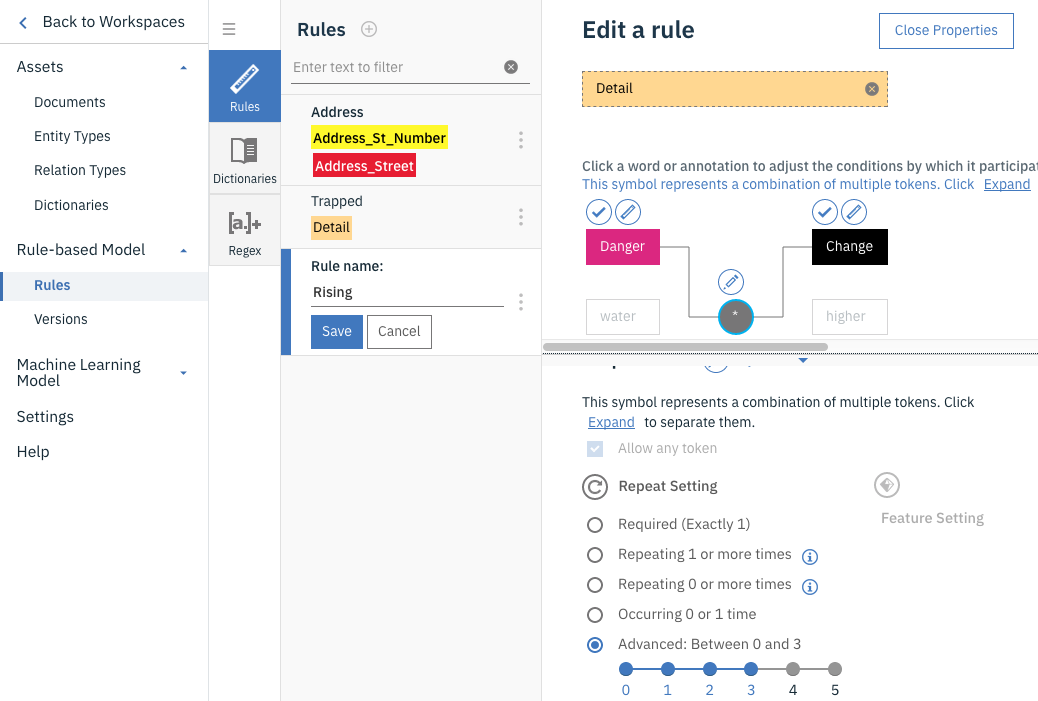 Back to Workspaces
Assets
Documents
Entity Types
Relation Types
Dictionaries
Rule-based Model
Rules
Versions
Machine Learning
Model
Settings
Help
Rules
Dictionaries
[a.]+
Regex
Rules
Enter text to filter
Address
Address_St_Number
Address_Street
Trapped
Detail
Rule name:
Rising
Save
Cancel
Edit a rule
Close Properties
Detail
Click a word or annotation to adjust the conditions by which it participa
This symbol represents a combination of multiple tokens. Click Expand
Danger
Change
water
*
higher
This symbol represents a combination of multiple tokens. Click
Expand to separate them.
Allow any token
Repeat Setting
Feature Setting
Required (Exactly 1)
Repeating 1 or more times
Repeating 0 or more times
Occurring 0 or 1 time
Advanced: Between 0 and 3
0 1 2 3 4 5